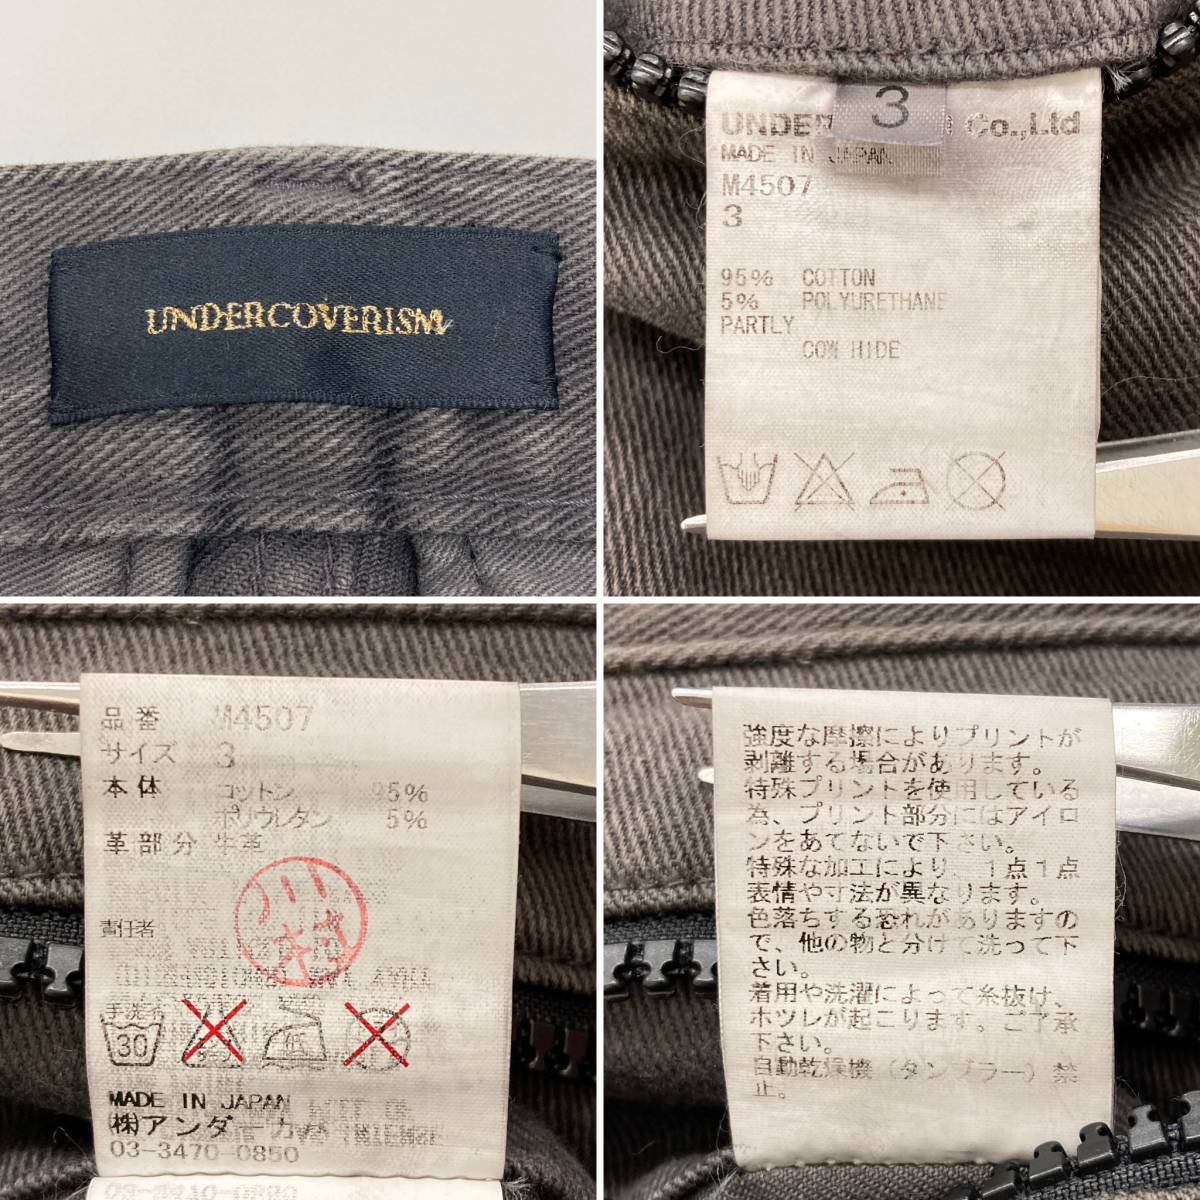 UNDERCOVERISM
3
UNDER Co.,Ltd
MADE IN JAPAN
M4507
3
95% COTTON
5% POLYURETHANE
PARTLY
COW HIDE
品番 M4507
サイズ 3
本体 コットン 95%
ポリウレタン 5%
革部分 牛革
責任者
手洗イ
30
MADE IN JAPAN
㈱アンダーカバー
03-3470-0850
強度な摩擦によりプリントが
剥離する場合があります。
特殊プリントを使用している
為、プリント部分にはアイロ
ンをあてないで下さい。
特殊な加工により、1点1点
表情や寸法が異なります。
色落ちする恐れがありますの
で、他の物と分けて洗って下
さい。
着用や洗濯によって糸抜け、
ホツレが起こります。ご了承
下さい。
自動乾燥機（タンブラー）禁
止。